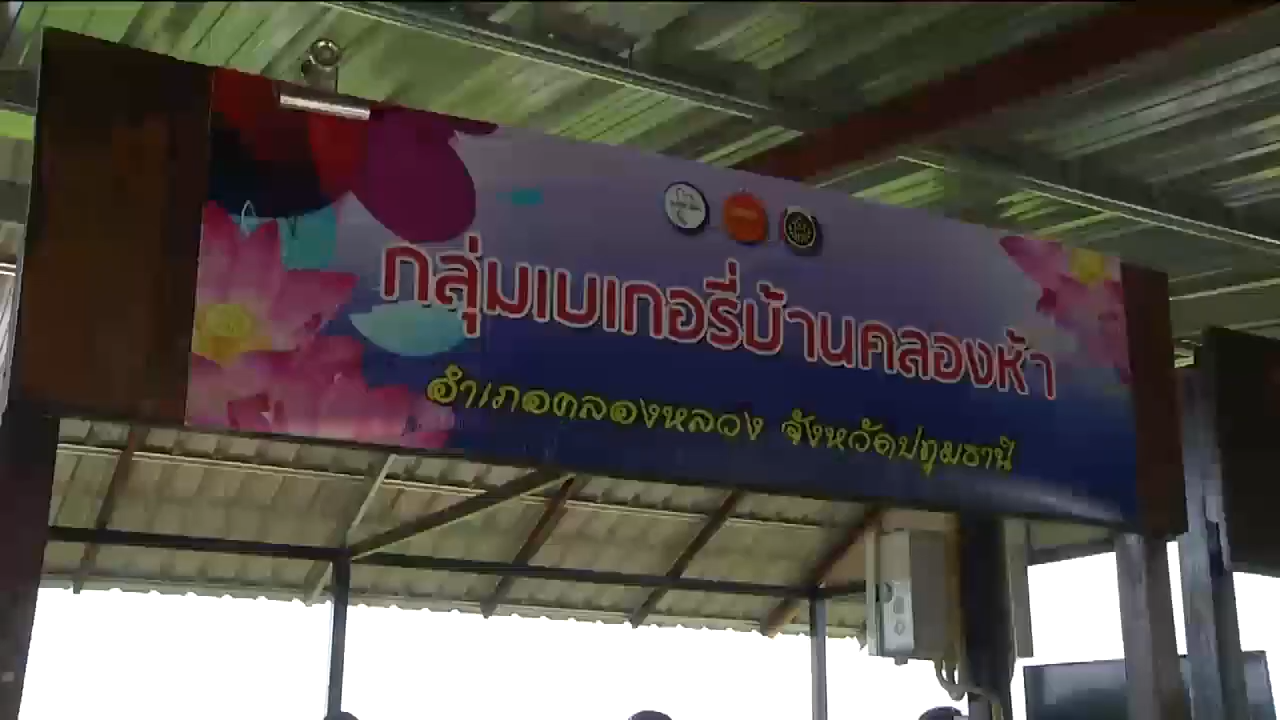 กลุ่มเบเกอรี่บ้านคลองห้า
อำเภอคลองหลวง จังหวัดปทุมธานี